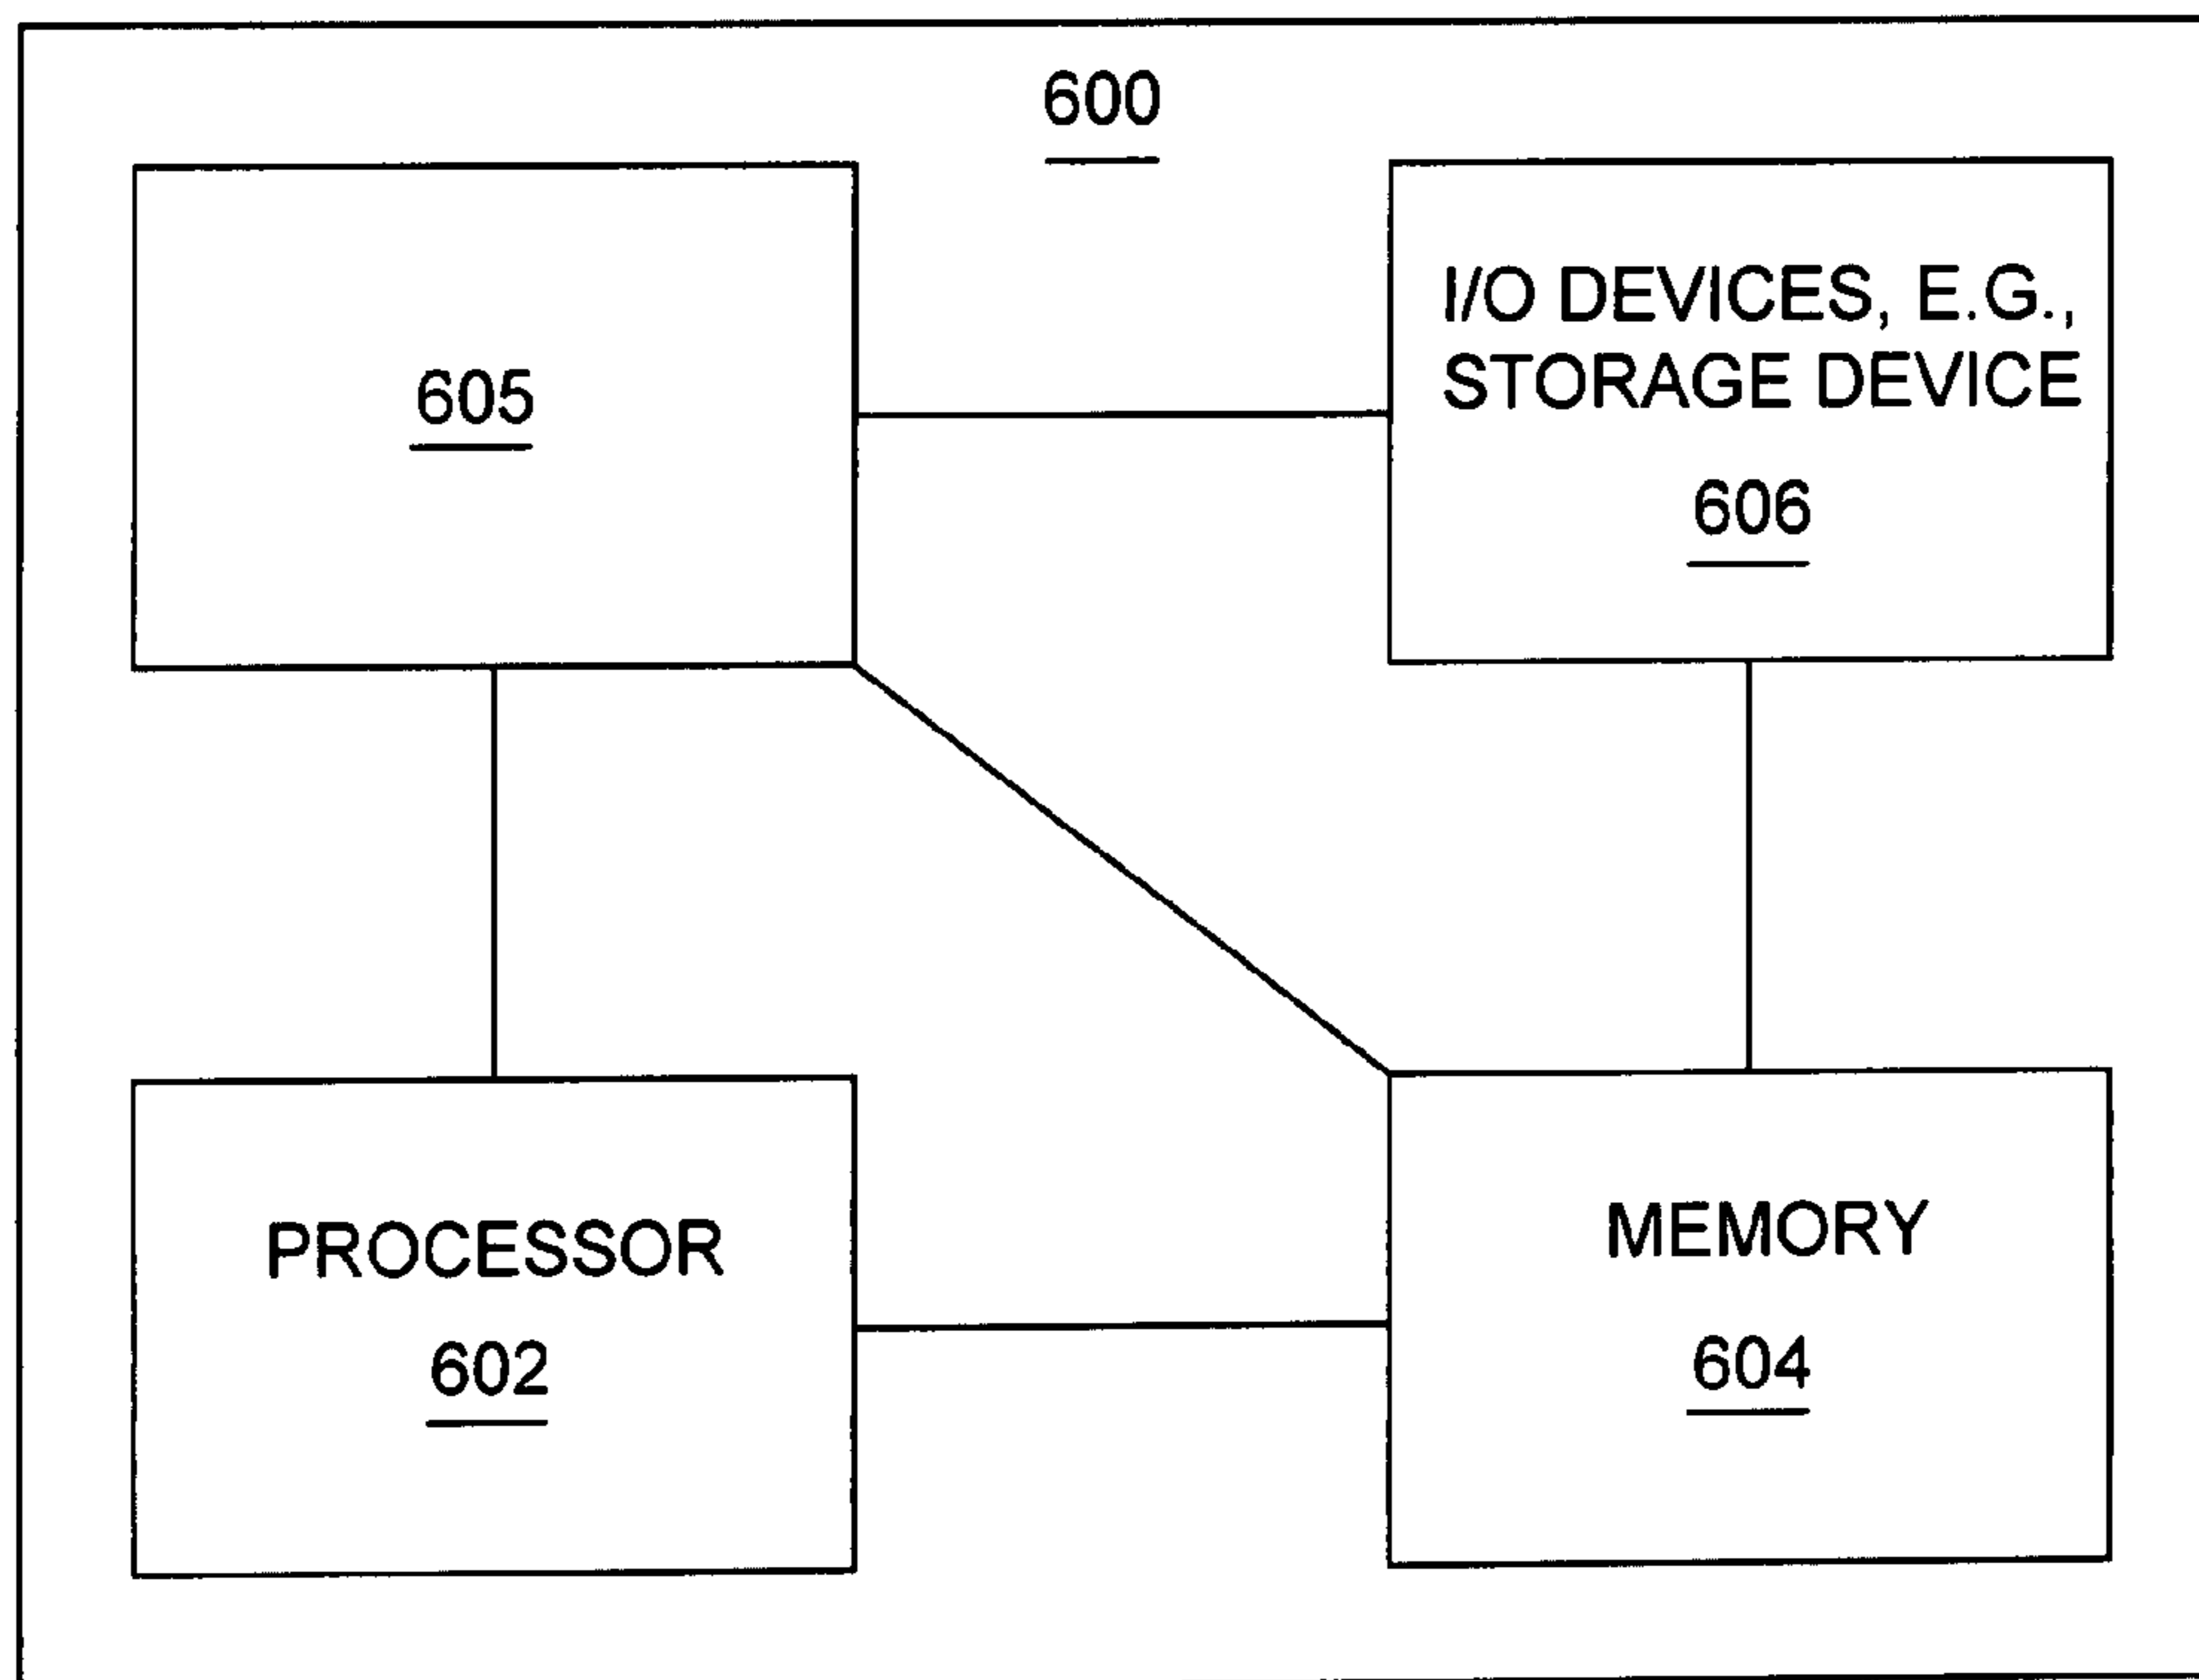 600
605
I/O DEVICES, E.G.,
STORAGE DEVICE
606
PROCESSOR
602
MEMORY
604